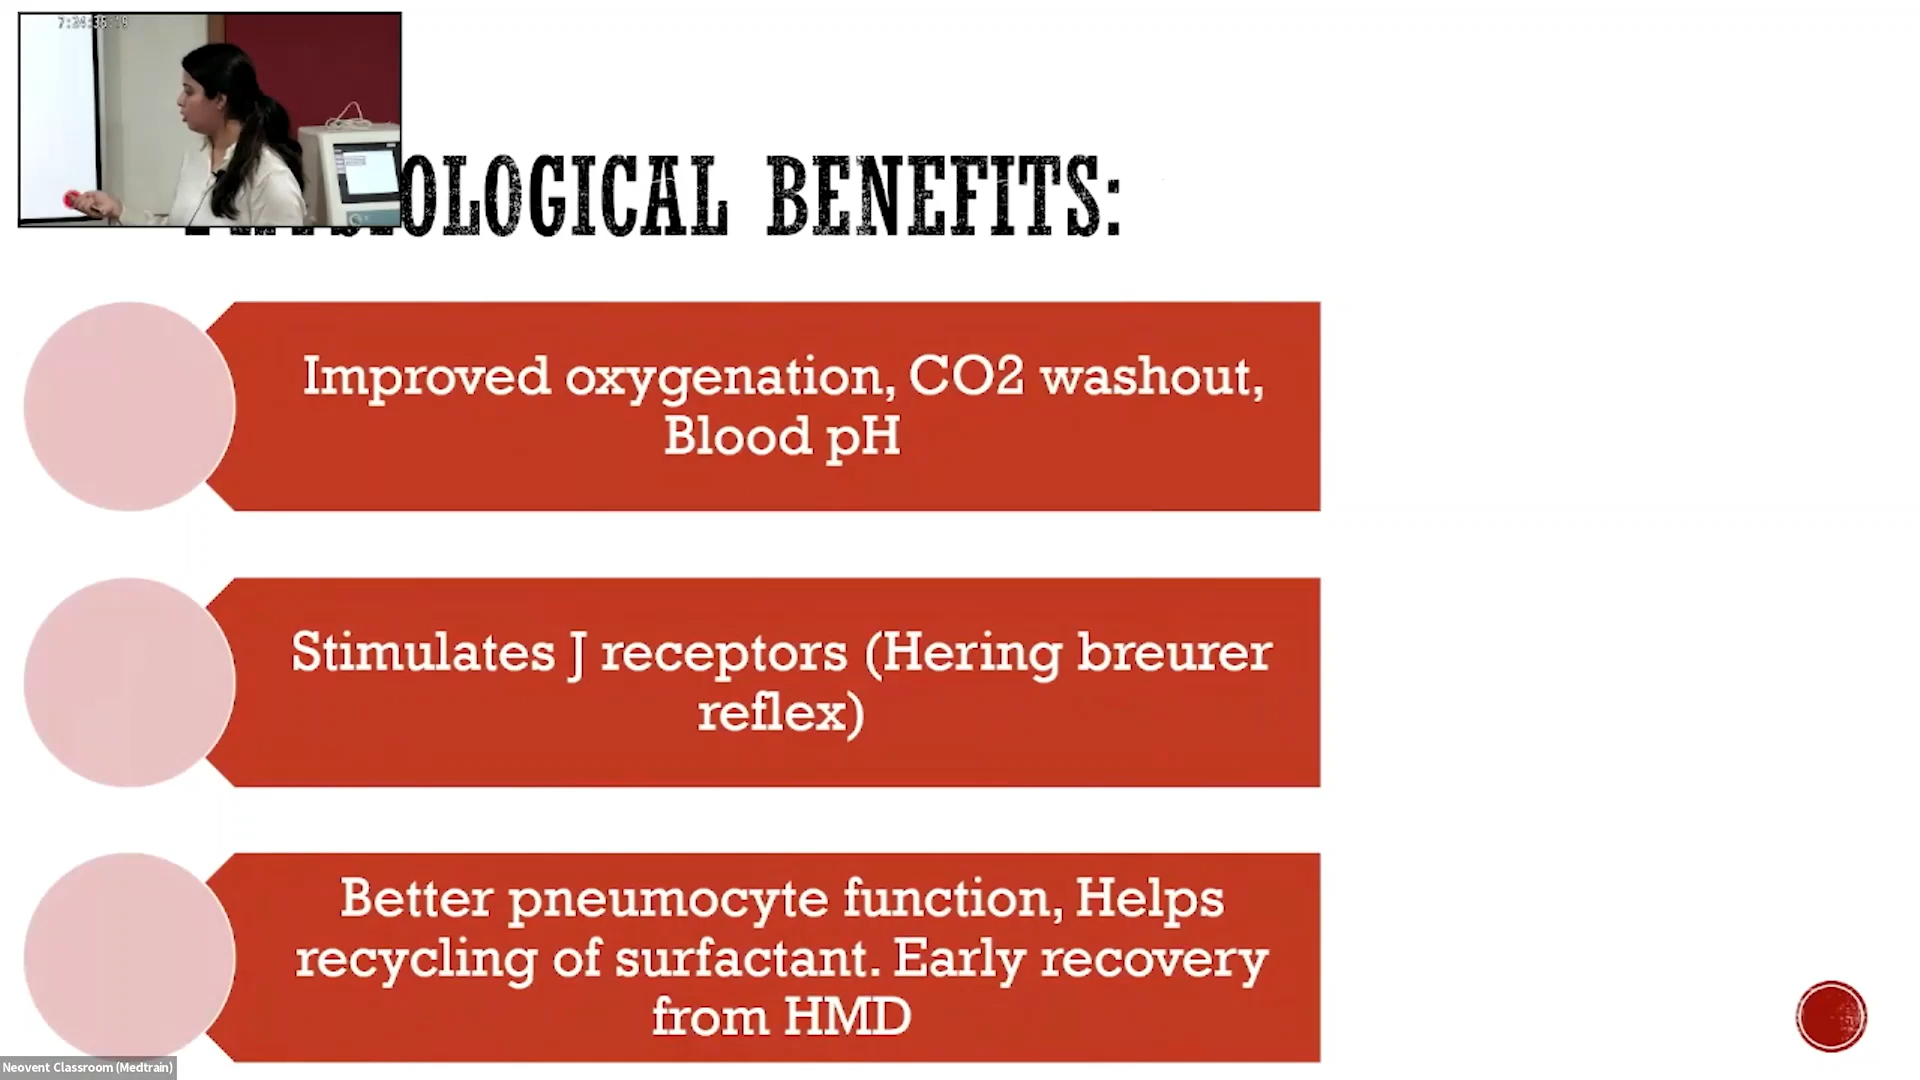 OLOGICAL BENEFITS:
Improved oxygenation, CO2 washout,
Blood pH
Stimulates J receptors (Hering breurer
reflex)
Better pneumocyte function, Helps
recycling of surfactant. Early recovery
from HMD
Neovent Classroom (Medtrain)